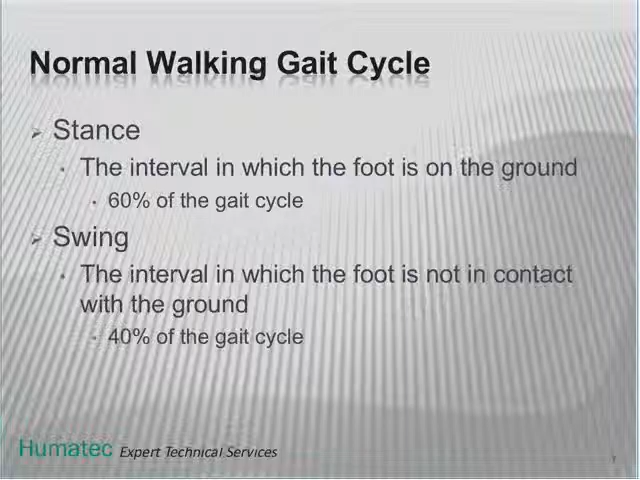 Normal Walking Gait Cycle
Stance
The interval in which the foot is on the ground
60% of the gait cycle
Swing
The interval in which the foot is not in contact
with the ground
40% of the gait cycle
Humatec Expert Technical Services